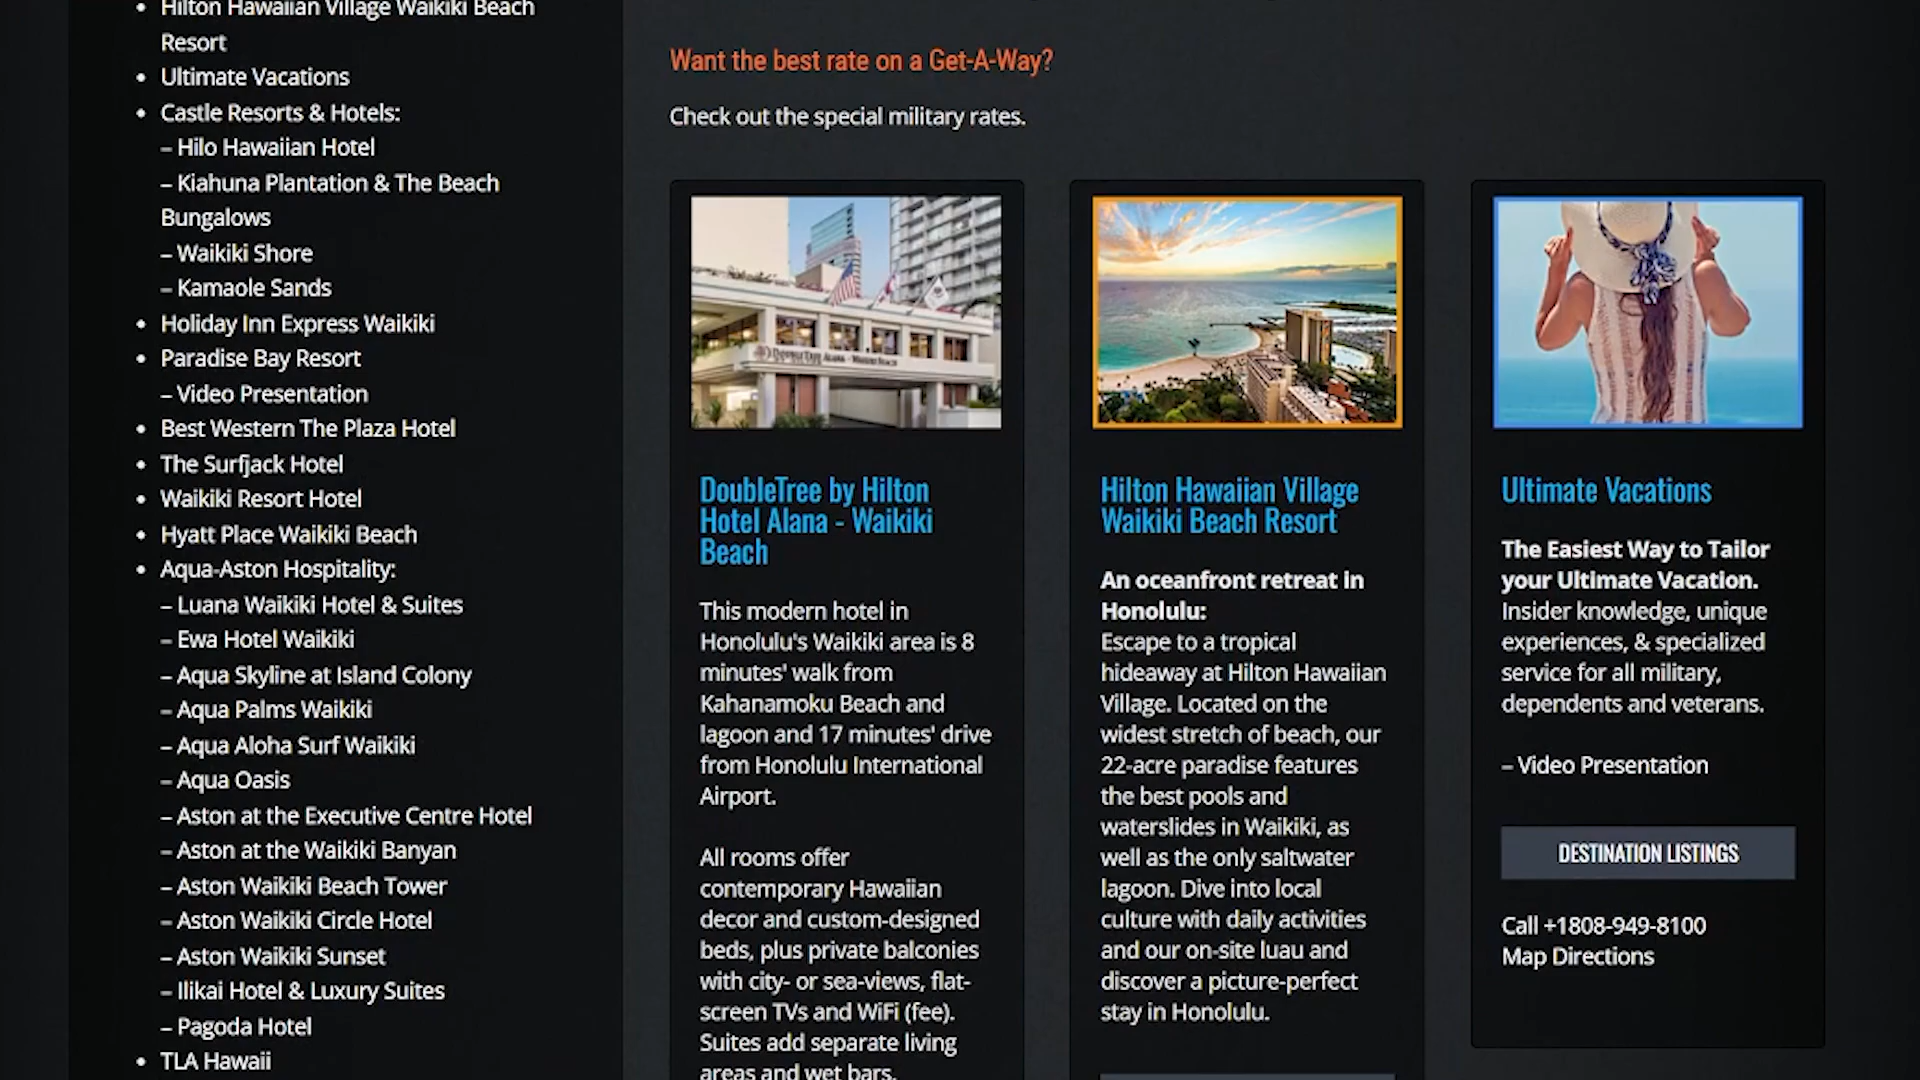 Hilton Hawaiian Village Waikiki Beach
Resort
Ultimate Vacations
Castle Resorts & Hotels:
– Hilo Hawaiian Hotel
– Kiahuna Plantation & The Beach
Bungalows
– Waikiki Shore
– Kamaole Sands
Holiday Inn Express Waikiki
Paradise Bay Resort
– Video Presentation
Best Western The Plaza Hotel
The Surfjack Hotel
Waikiki Resort Hotel
Hyatt Place Waikiki Beach
Aqua-Aston Hospitality:
– Luana Waikiki Hotel & Suites
– Ewa Hotel Waikiki
– Aqua Skyline at Island Colony
– Aqua Palms Waikiki
– Aqua Aloha Surf Waikiki
– Aqua Oasis
– Aston at the Executive Centre Hotel
– Aston at the Waikiki Banyan
– Aston Waikiki Beach Tower
– Aston Waikiki Circle Hotel
– Aston Waikiki Sunset
– Ilikai Hotel & Luxury Suites
– Pagoda Hotel
TLA Hawaii
Want the best rate on a Get-A-Way?
Check out the special military rates.
DOUBLETREE ALANA - WAIKIKI BEACH
DoubleTree by Hilton
Hotel Alana - Waikiki
Beach
This modern hotel in
Honolulu's Waikiki area is 8
minutes' walk from
Kahanamoku Beach and
lagoon and 17 minutes' drive
from Honolulu International
Airport.
All rooms offer
contemporary Hawaiian
decor and custom-designed
beds, plus private balconies
with city- or sea-views, flat-
screen TVs and WiFi (fee).
Suites add separate living
areas and wet bars.
Hilton Hawaiian Village
Waikiki Beach Resort
An oceanfront retreat in
Honolulu:
Escape to a tropical
hideaway at Hilton Hawaiian
Village. Located on the
widest stretch of beach, our
22-acre paradise features
the best pools and
waterslides in Waikiki, as
well as the only saltwater
lagoon. Dive into local
culture with daily activities
and our on-site luau and
discover a picture-perfect
stay in Honolulu.
Ultimate Vacations
The Easiest Way to Tailor
your Ultimate Vacation.
Insider knowledge, unique
experiences, & specialized
service for all military,
dependents and veterans.
– Video Presentation
DESTINATION LISTINGS
Call +1808-949-8100
Map Directions